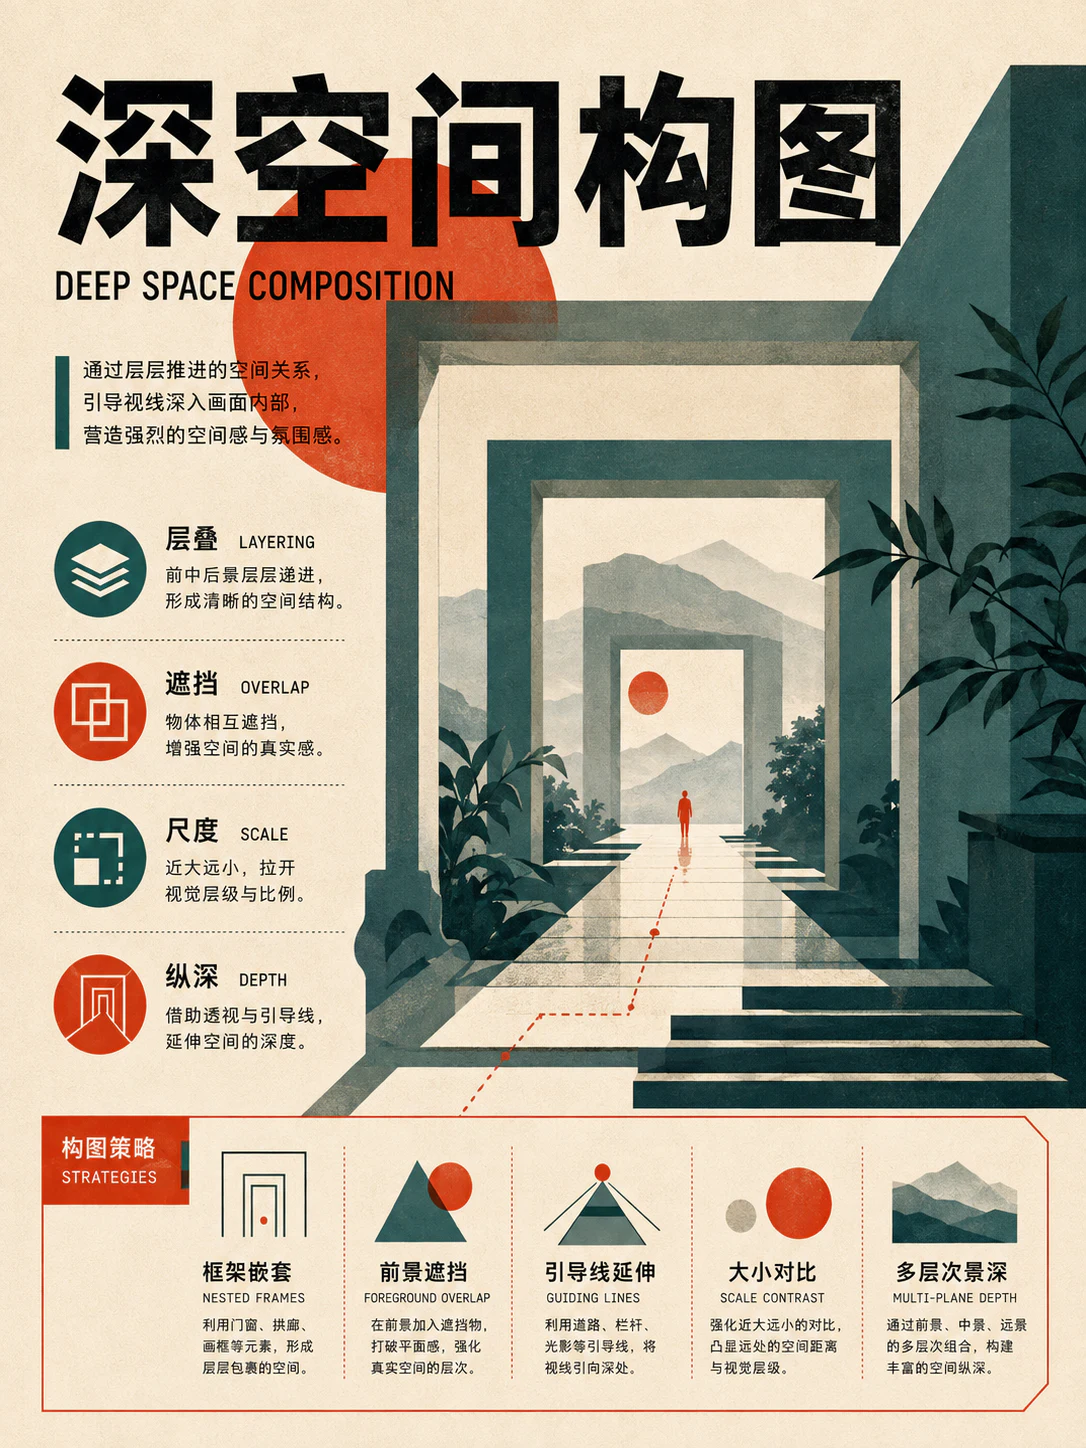 深空间构图
DEEP SPACE COMPOSITION
通过层层推进的空间关系，
引导视线深入画面内部，
营造强烈的空间感与氛围感。
层叠 LAYERING
前中后景层层递进，
形成清晰的空间结构。
遮挡 OVERLAP
物体相互遮挡，
增强空间的真实感。
尺度 SCALE
近大远小，拉开
视觉层级与比例。
纵深 DEPTH
借助透视与引导线，
延伸空间的深度。
构图策略
STRATEGIES
框架嵌套
NESTED FRAMES
利用门窗、拱廊、
画框等元素，形成
层层包裹的空间。
前景遮挡
FOREGROUND OVERLAP
在前景加入遮挡物，
打破平面感，强化
真实空间的层次。
引导线延伸
GUIDING LINES
利用道路、栏杆、
光影等引导线，将
视线引向深处。
大小对比
SCALE CONTRAST
强化近大远小的对比，
凸显远处的空间距离
与视觉层级。
多层次景深
MULTI-PLANE DEPTH
通过前景、中景、远景
的多层次组合，构建
丰富的空间纵深。